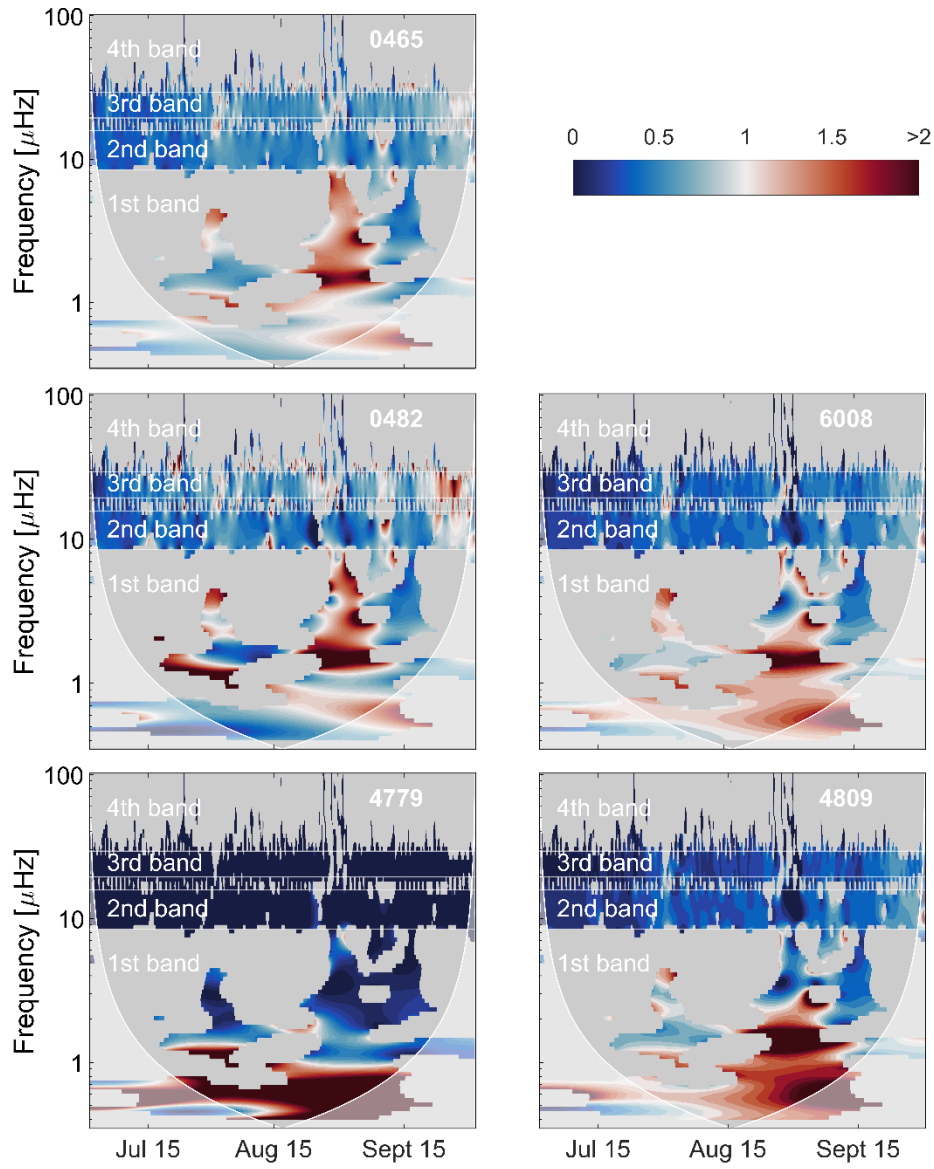 100
10
1
Frequency [μHz]
4th band
0465
3rd band
2nd band
1st band
0 0.5 1 1.5 >2
100
10
1
Frequency [μHz]
4th band
0482
3rd band
2nd band
1st band
4th band
6008
3rd band
2nd band
1st band
100
10
1
Frequency [μHz]
4th band
4779
3rd band
2nd band
1st band
4th band
4809
3rd band
2nd band
1st band
Jul 15 Aug 15 Sept 15
Jul 15 Aug 15 Sept 15